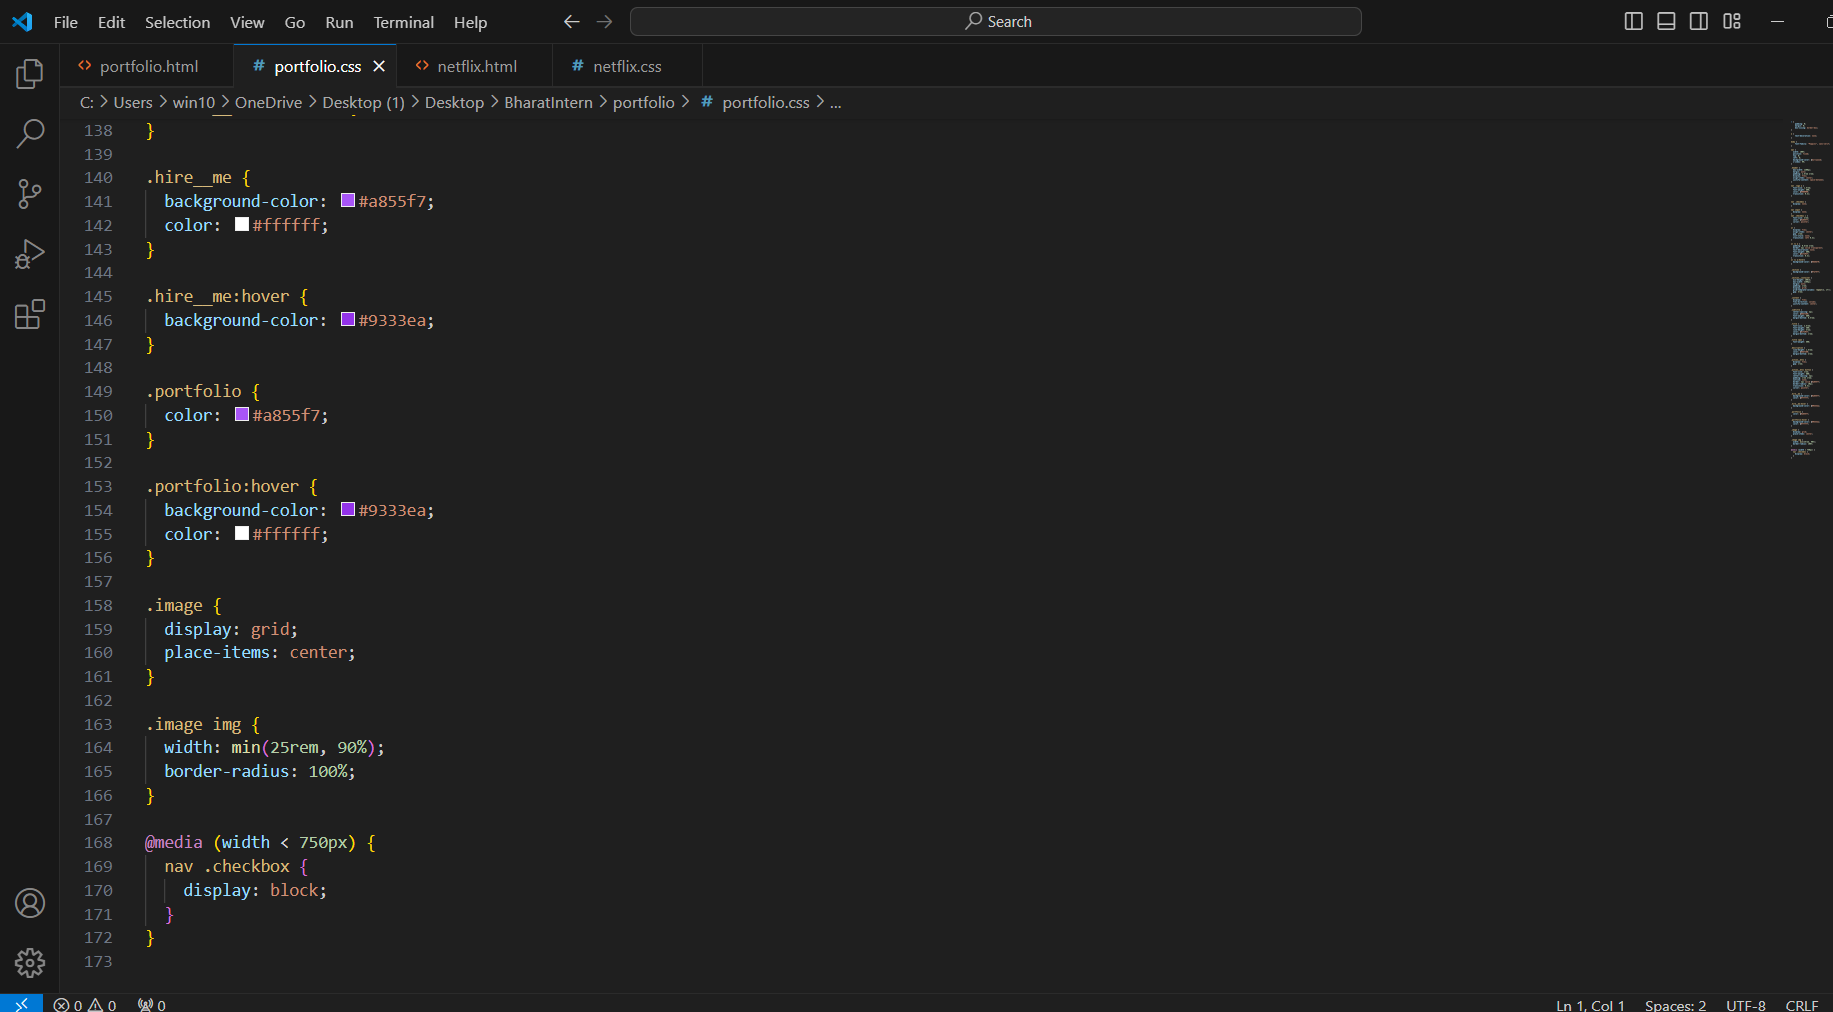 File Edit Selection View Go Run Terminal Help
Search
portfolio.html
portfolio.css
netflix.html
netflix.css
C: > Users > win10 > OneDrive > Desktop (1) > Desktop > BharatIntern > portfolio > # portfolio.css > ...
138 }
139
140 .hire__me {
141   background-color: #a855f7;
142   color: #ffffff;
143 }
144
145 .hire__me:hover {
146   background-color: #9333ea;
147 }
148
149 .portfolio {
150   color: #a855f7;
151 }
152
153 .portfolio:hover {
154   background-color: #9333ea;
155   color: #ffffff;
156 }
157
158 .image {
159   display: grid;
160   place-items: center;
161 }
162
163 .image img {
164   width: min(25rem, 90%);
165   border-radius: 100%;
166 }
167
168 @media (width < 750px) {
169   nav .checkbox {
170     display: block;
171   }
172 }
173
0 0 0 Ln 1, Col 1 Spaces: 2 UTF-8 CRLF